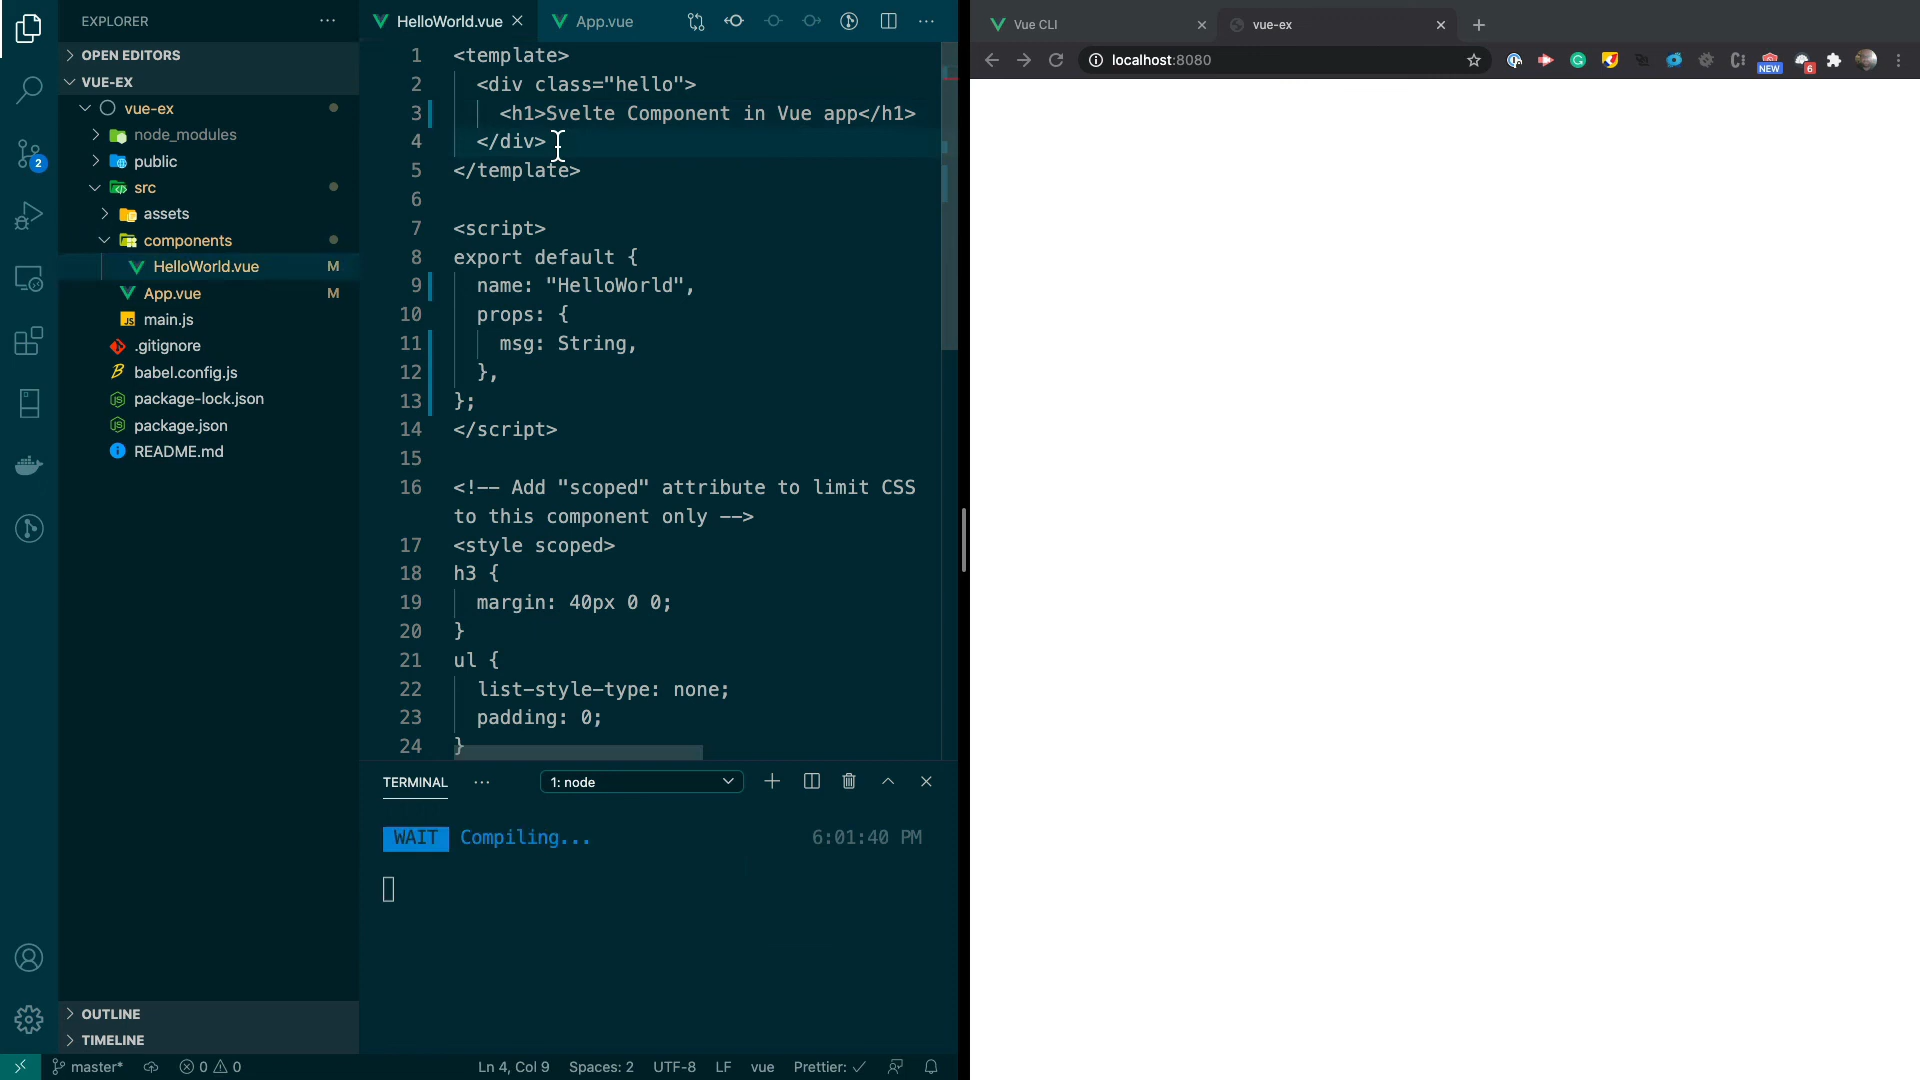 EXPLORER
OPEN EDITORS
VUE-EX
vue-ex
node_modules
public
src
assets
components
HelloWorld.vue M
App.vue M
main.js
.gitignore
babel.config.js
package-lock.json
package.json
README.md
OUTLINE
TIMELINE
2
HelloWorld.vue
App.vue
1 <template>
2 <div class="hello">
3 <h1>Svelte Component in Vue app</h1>
4 </div>
5 </template>
6
7 <script>
8 export default {
9 name: "HelloWorld",
10 props: {
11 msg: String,
12 },
13 };
14 </script>
15
16 <!-- Add "scoped" attribute to limit CSS
to this component only -->
17 <style scoped>
18 h3 {
19 margin: 40px 0 0;
20 }
21 ul {
22 list-style-type: none;
23 padding: 0;
24 }
TERMINAL
1: node
WAIT Compiling... 6:01:40 PM
master* 0 0 Ln 4, Col 9 Spaces: 2 UTF-8 LF vue Prettier: ✓
Vue CLI
vue-ex
localhost:8080
NEW
6